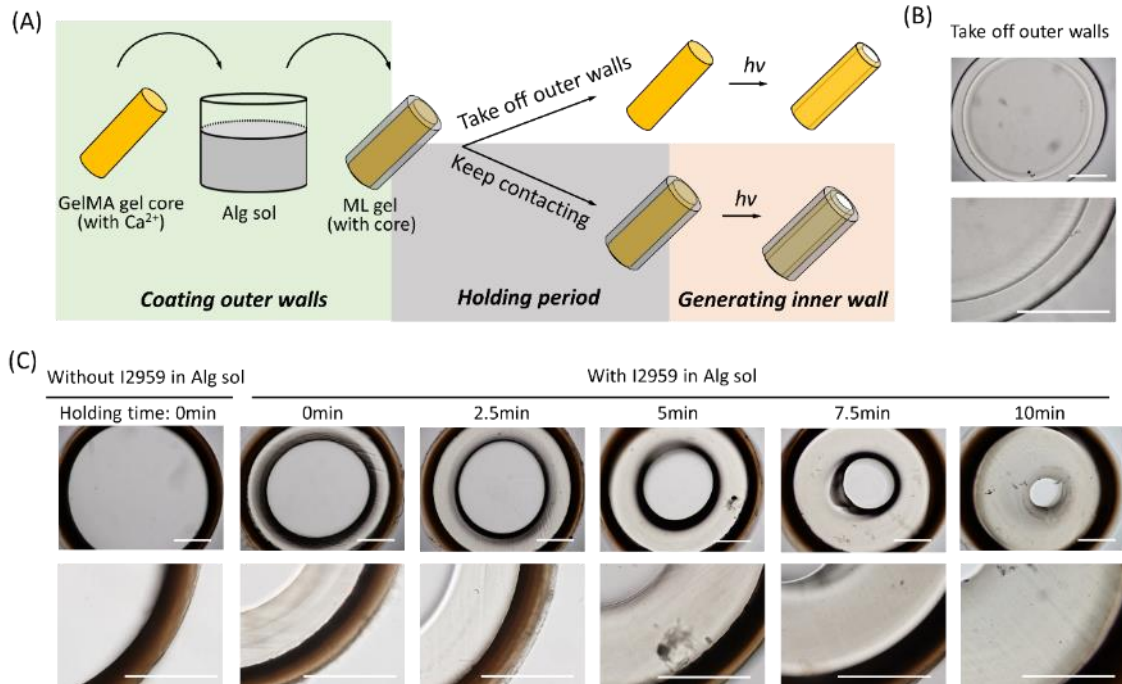 (A)
GelMA gel core
(with Ca²⁺)
Alg sol
ML gel
(with core)
Take off outer walls
Keep contacting
hv
hv
Coating outer walls
Holding period
Generating inner wall
(B)
Take off outer walls
(C)
Without I2959 in Alg sol
With I2959 in Alg sol
Holding time: 0min
0min
2.5min
5min
7.5min
10min